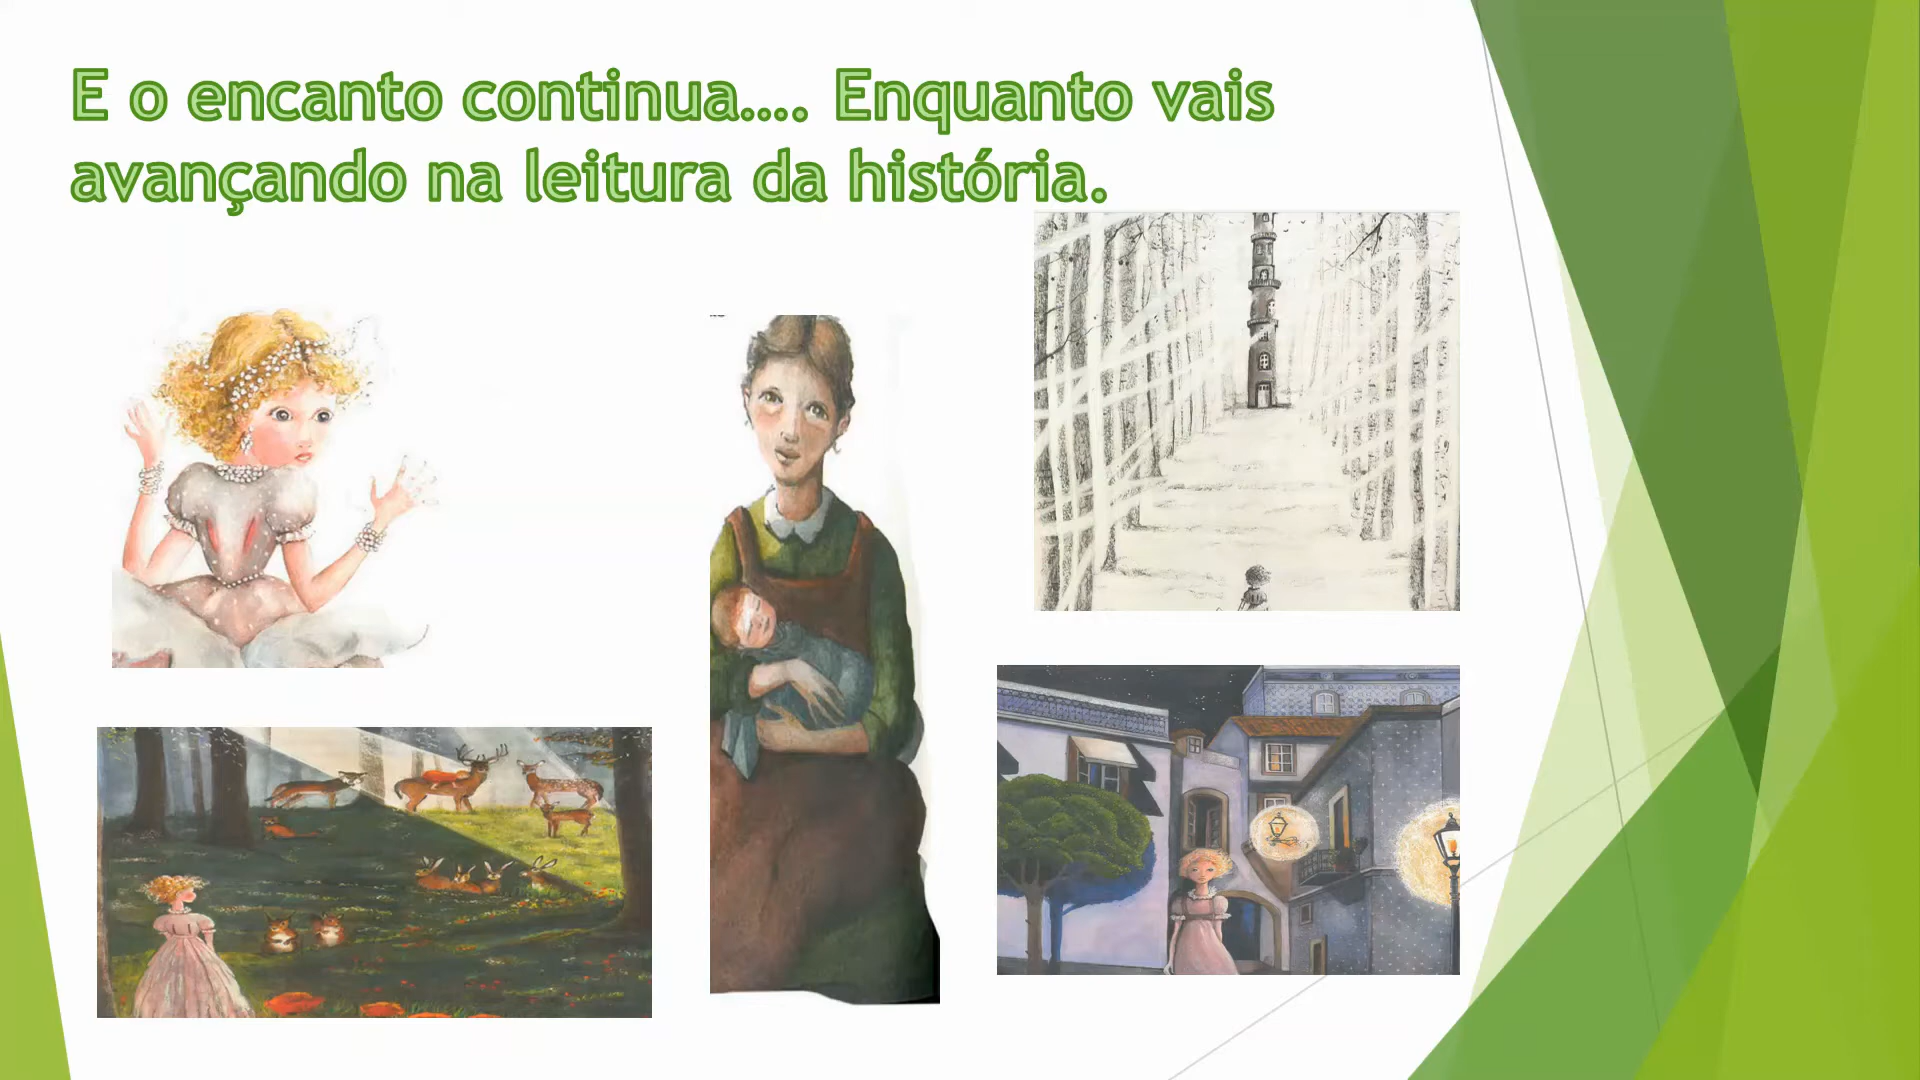 E o encanto continua.... Enquanto vais
avançando na leitura da história.